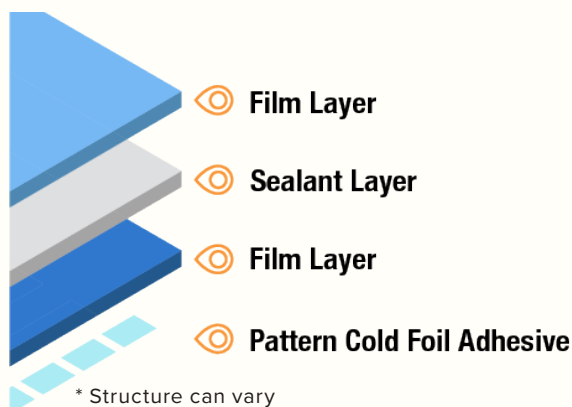 Film Layer
Sealant Layer
Film Layer
Pattern Cold Foil Adhesive
* Structure can vary